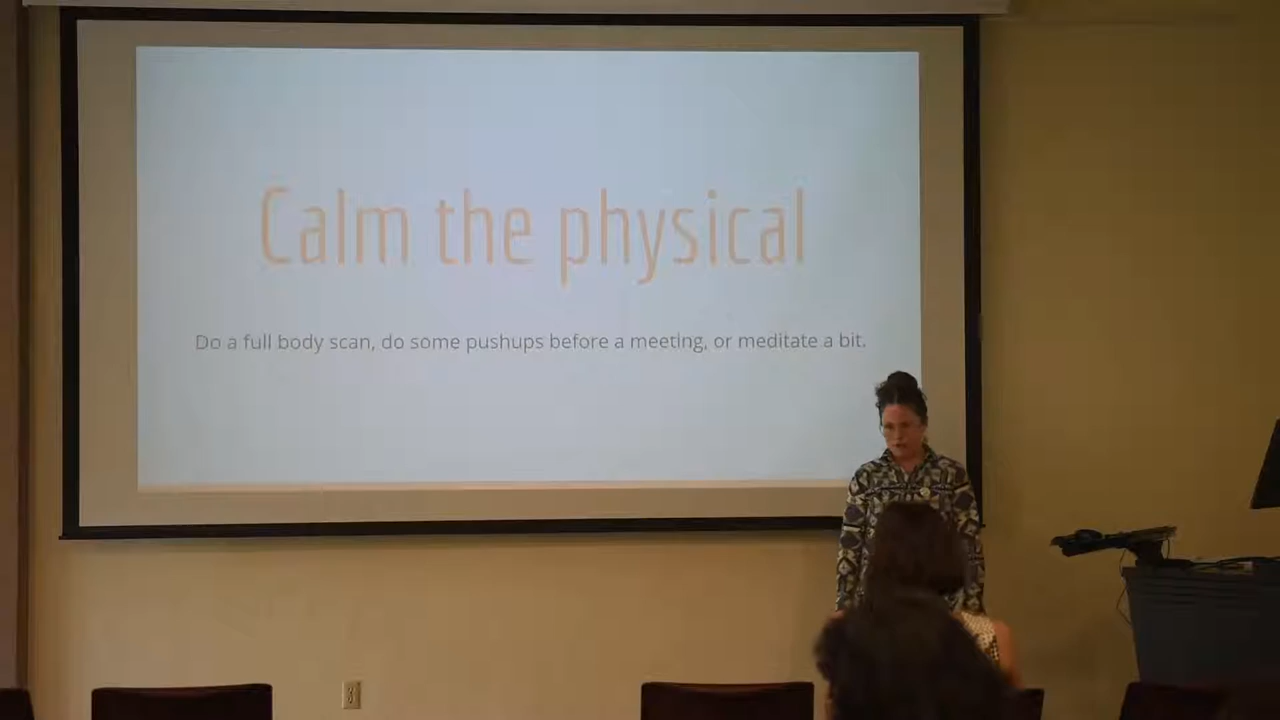 Calm the physical
Do a full body scan, do some pushups before a meeting, or meditate a bit.